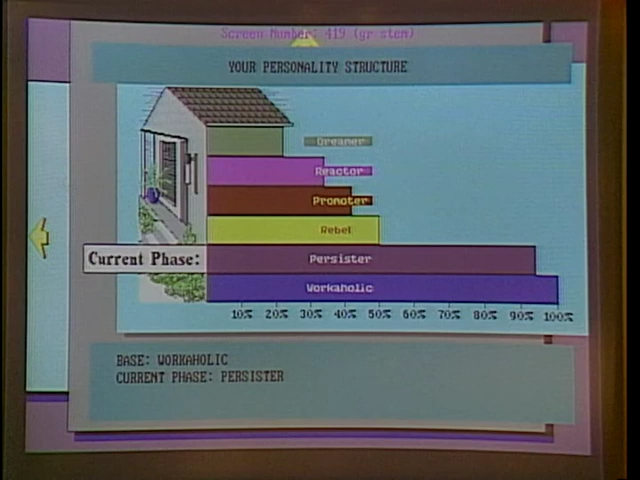 Screen Number: 419 (gr stem)
YOUR PERSONALITY STRUCTURE
Dreamer
Reactor
Promoter
Rebel
Current Phase: Persister
Workaholic
10% 20% 30% 40% 50% 60% 70% 80% 90% 100%
BASE: WORKAHOLIC
CURRENT PHASE: PERSISTER